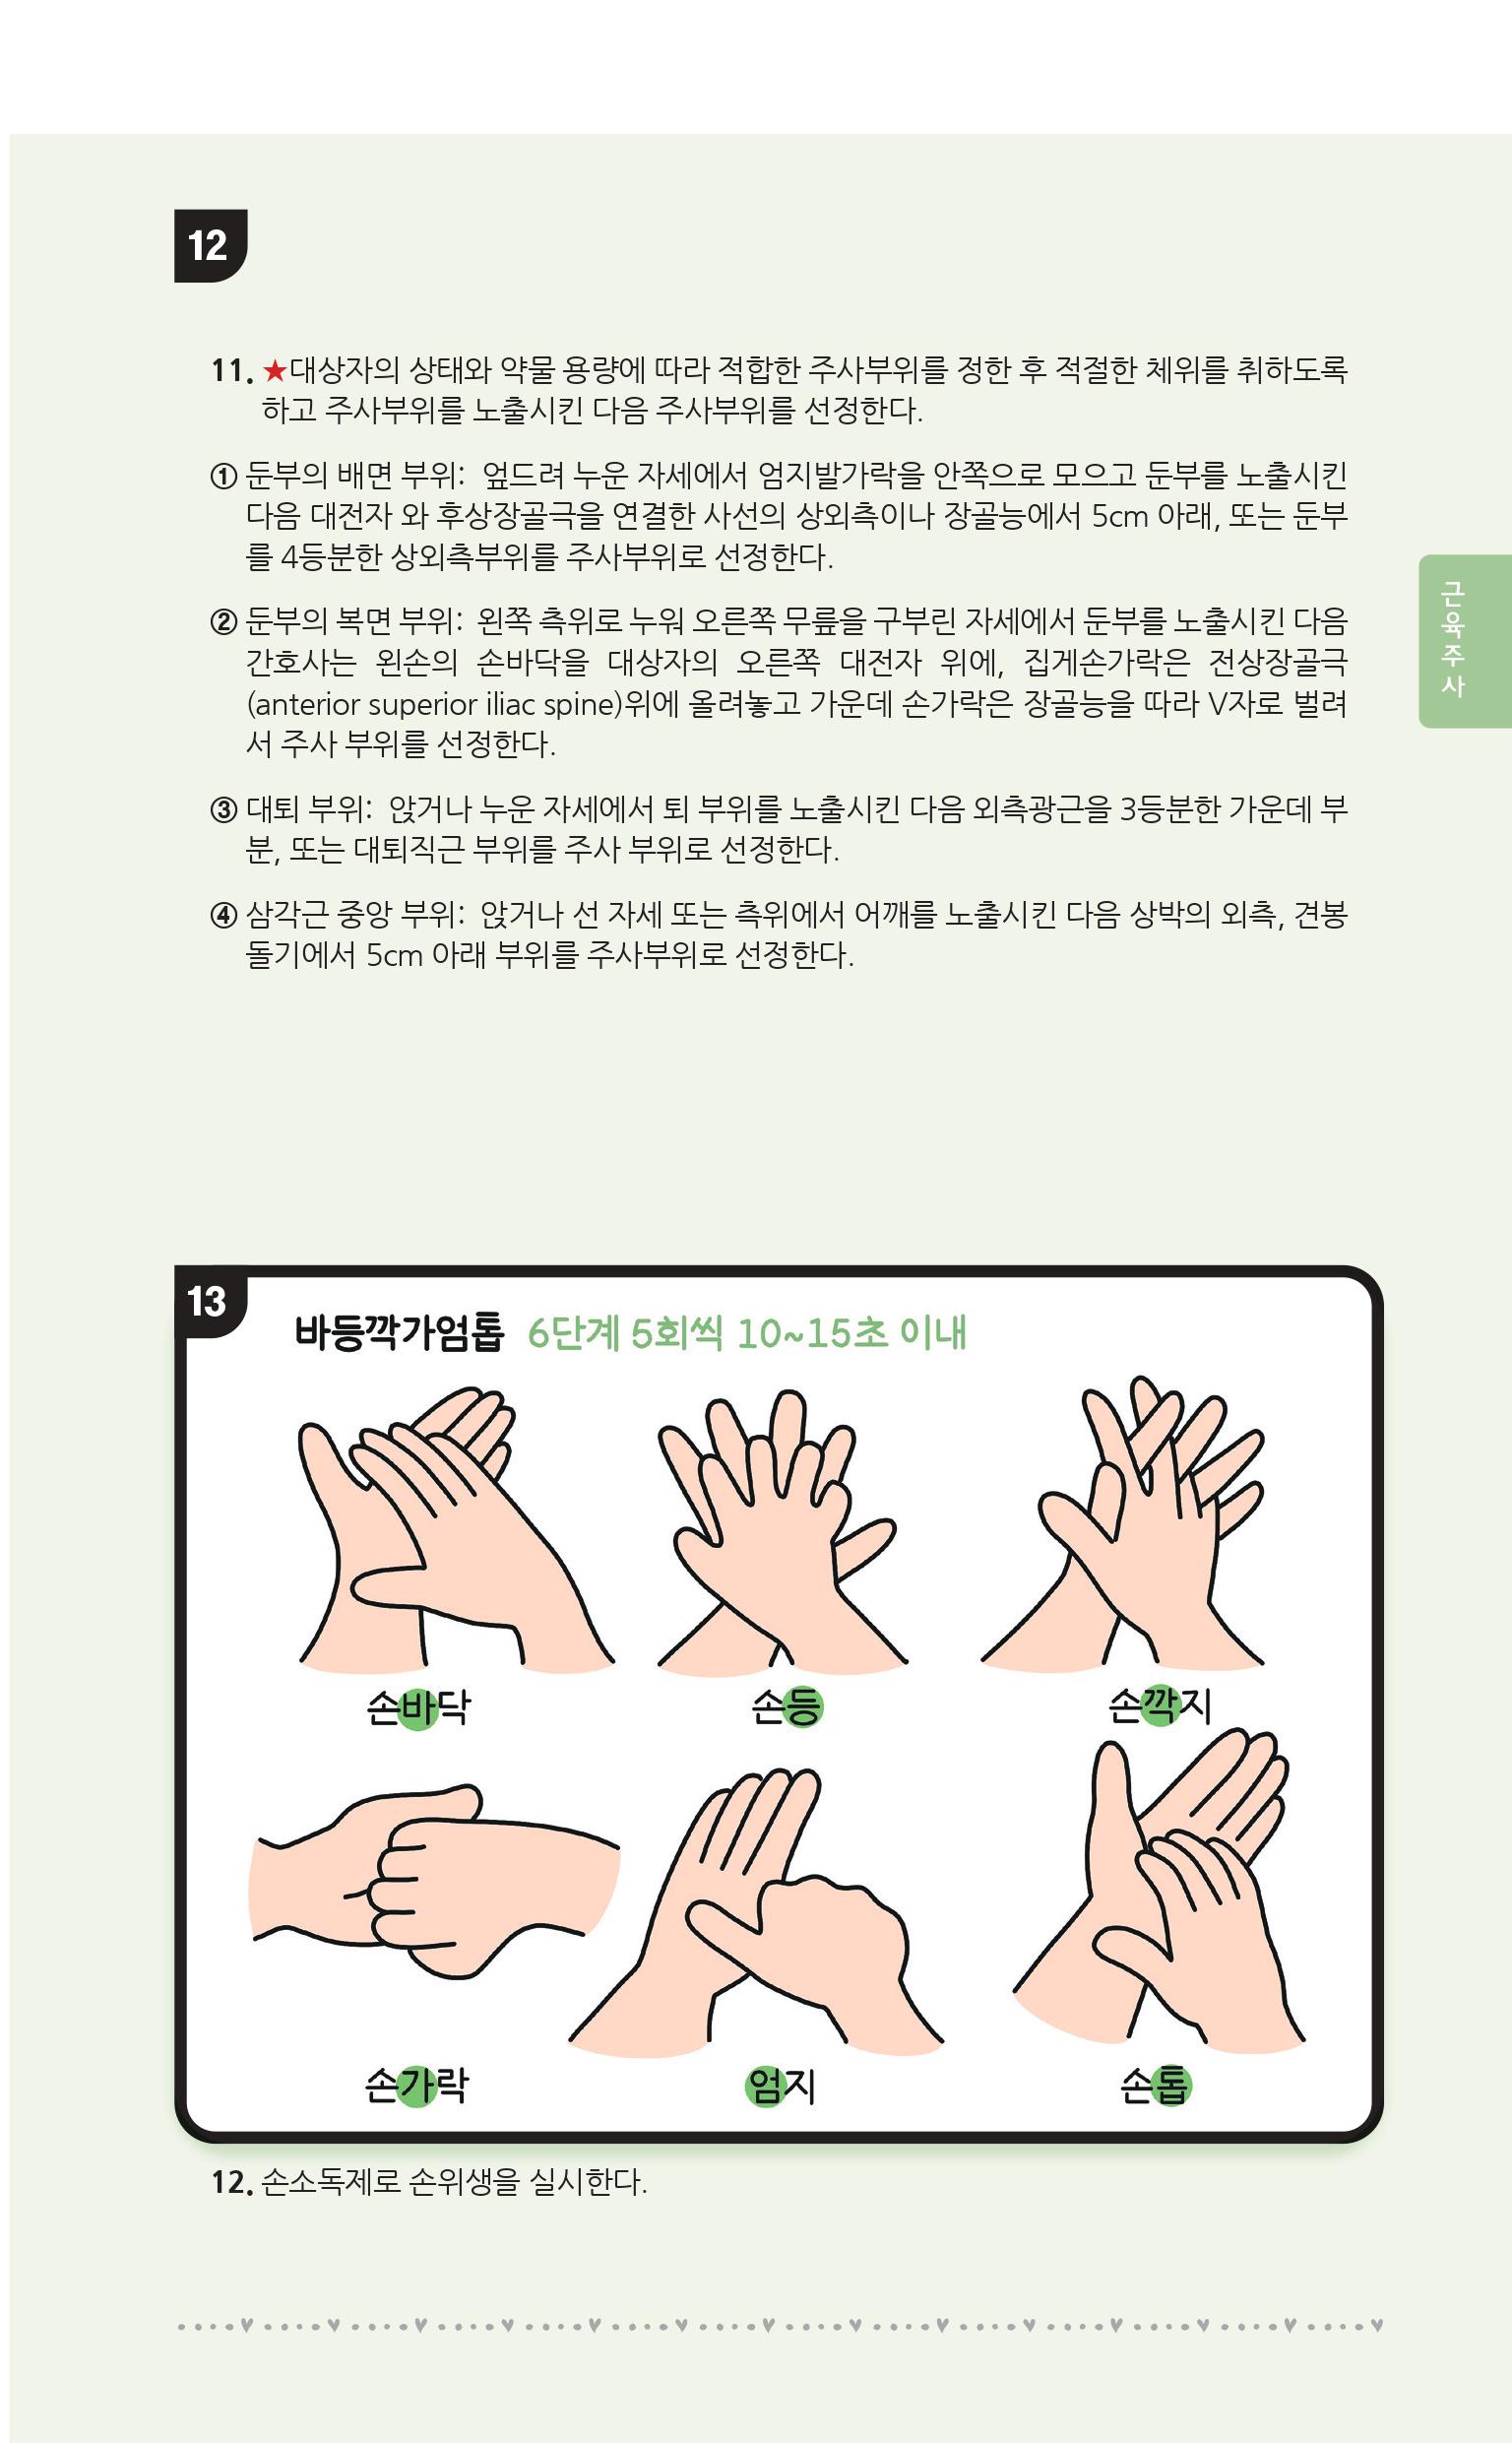 12
11. ★대상자의 상태와 약물 용량에 따라 적합한 주사부위를 정한 후 적절한 체위를 취하도록
하고 주사부위를 노출시킨 다음 주사부위를 선정한다.
① 둔부의 배면 부위: 엎드려 누운 자세에서 엄지발가락을 안쪽으로 모으고 둔부를 노출시킨
다음 대전자 와 후상장골극을 연결한 사선의 상외측이나 장골능에서 5cm 아래, 또는 둔부
를 4등분한 상외측부위를 주사부위로 선정한다.
② 둔부의 복면 부위: 왼쪽 측위로 누워 오른쪽 무릎을 구부린 자세에서 둔부를 노출시킨 다음
간호사는 왼손의 손바닥을 대상자의 오른쪽 대전자 위에, 집게손가락은 전상장골극
(anterior superior iliac spine)위에 올려놓고 가운데 손가락은 장골능을 따라 V자로 벌려
서 주사 부위를 선정한다.
③ 대퇴 부위: 앉거나 누운 자세에서 퇴 부위를 노출시킨 다음 외측광근을 3등분한 가운데 부
분, 또는 대퇴직근 부위를 주사 부위로 선정한다.
④ 삼각근 중앙 부위: 앉거나 선 자세 또는 측위에서 어깨를 노출시킨 다음 상박의 외측, 견봉
돌기에서 5cm 아래 부위를 주사부위로 선정한다.
근육주사
13
바등깍가엄톱 6단계 5회씩 10~15초 이내
손바닥 손등 손깍지
손가락 엄지 손톱
12. 손소독제로 손위생을 실시한다.